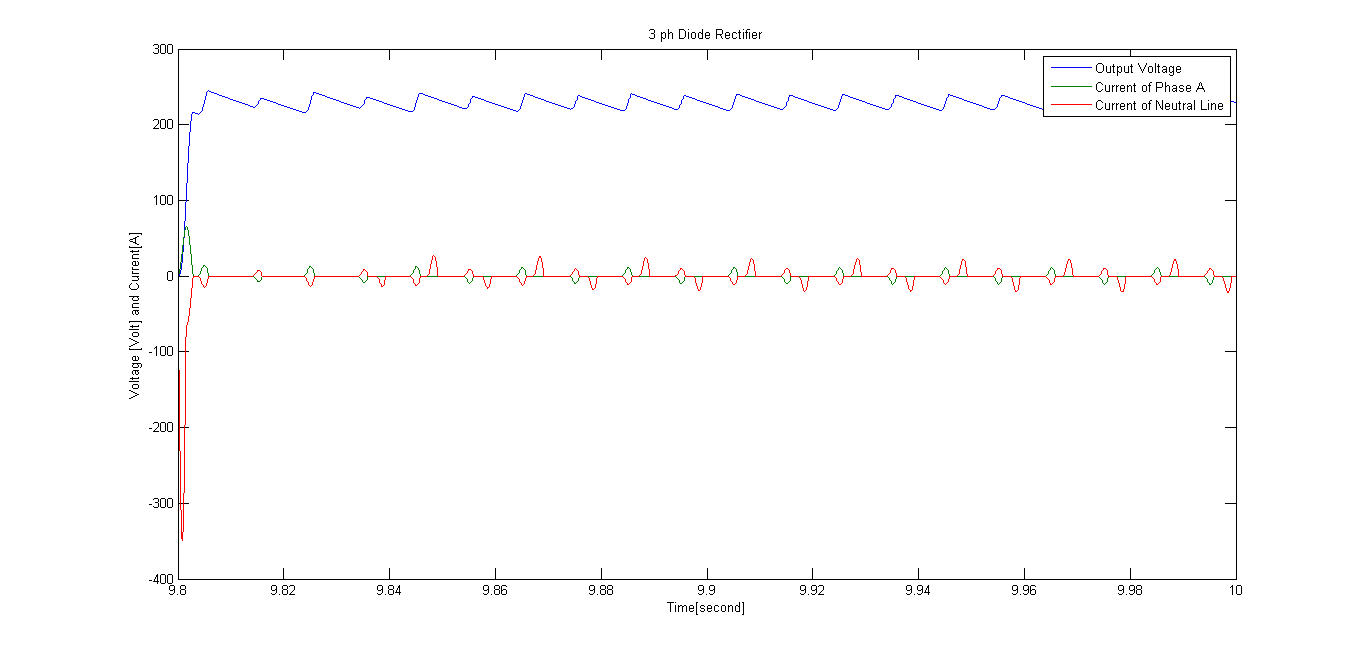 3 ph Diode Rectifier
300
200
100
0
-100
-200
-300
-400
Voltage [Volt] and Current[A]
Output Voltage
Current of Phase A
Current of Neutral Line
9.8 9.82 9.84 9.86 9.88 9.9 9.92 9.94 9.96 9.98 10
Time[second]